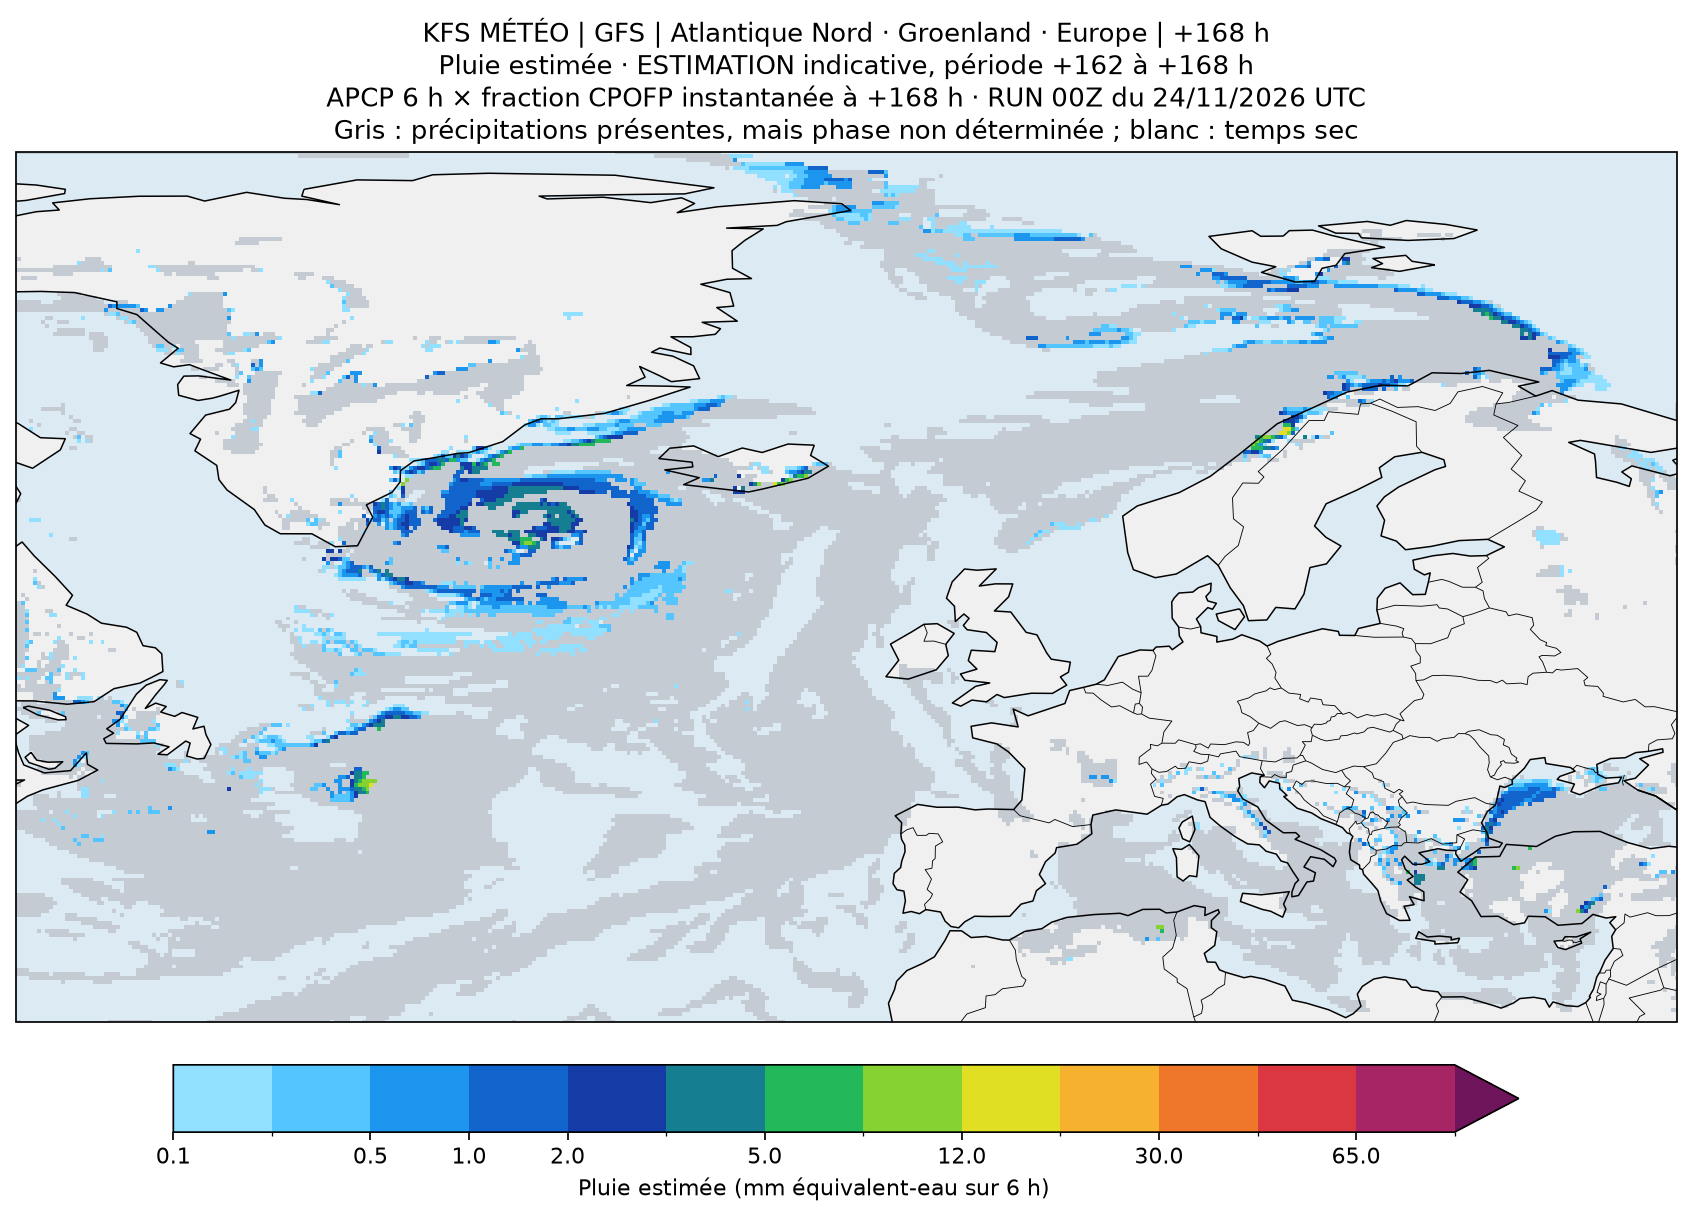 KFS MÉTÉO | GFS | Atlantique Nord · Groenland · Europe | +168 h
Pluie estimée · ESTIMATION indicative, période +162 à +168 h
APCP 6 h × fraction CPOFP instantanée à +168 h · RUN 00Z du 24/11/2026 UTC
Gris : précipitations présentes, mais phase non déterminée ; blanc : temps sec
0.1 0.5 1.0 2.0 5.0 12.0 30.0 65.0
Pluie estimée (mm équivalent-eau sur 6 h)